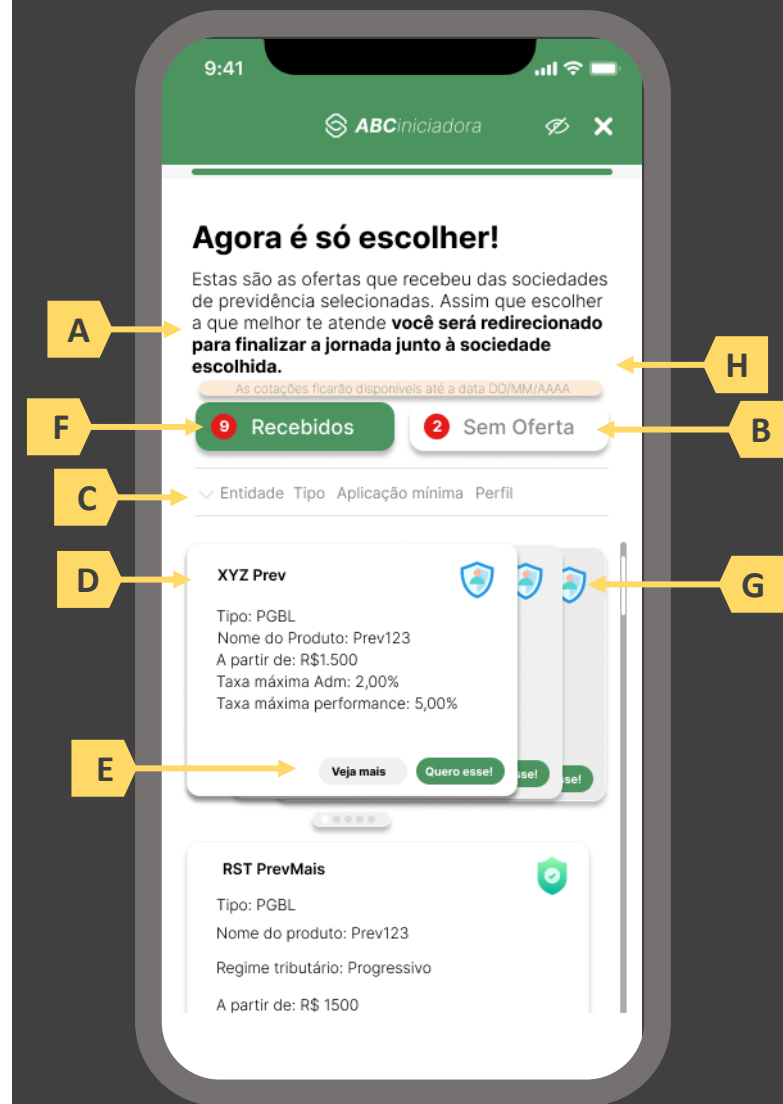 9:41
ABCiniciadora
Agora é só escolher!
Estas são as ofertas que recebeu das sociedades
de previdência selecionadas. Assim que escolher
A
a que melhor te atende você será redirecionado
para finalizar a jornada junto à sociedade
escolhida.
H
As cotações ficarão disponíveis até a data DD/MM/AAAA
F
9 Recebidos
2 Sem Oferta
B
C
Entidade Tipo Aplicação mínima Perfil
D
XYZ Prev
G
Tipo: PGBL
Nome do Produto: Prev123
A partir de: R$1.500
Taxa máxima Adm: 2,00%
Taxa máxima performance: 5,00%
E
Veja mais
Quero esse!
sse!
sse!
RST PrevMais
Tipo: PGBL
Nome do produto: Prev123
Regime tributário: Progressivo
A partir de: R$ 1500